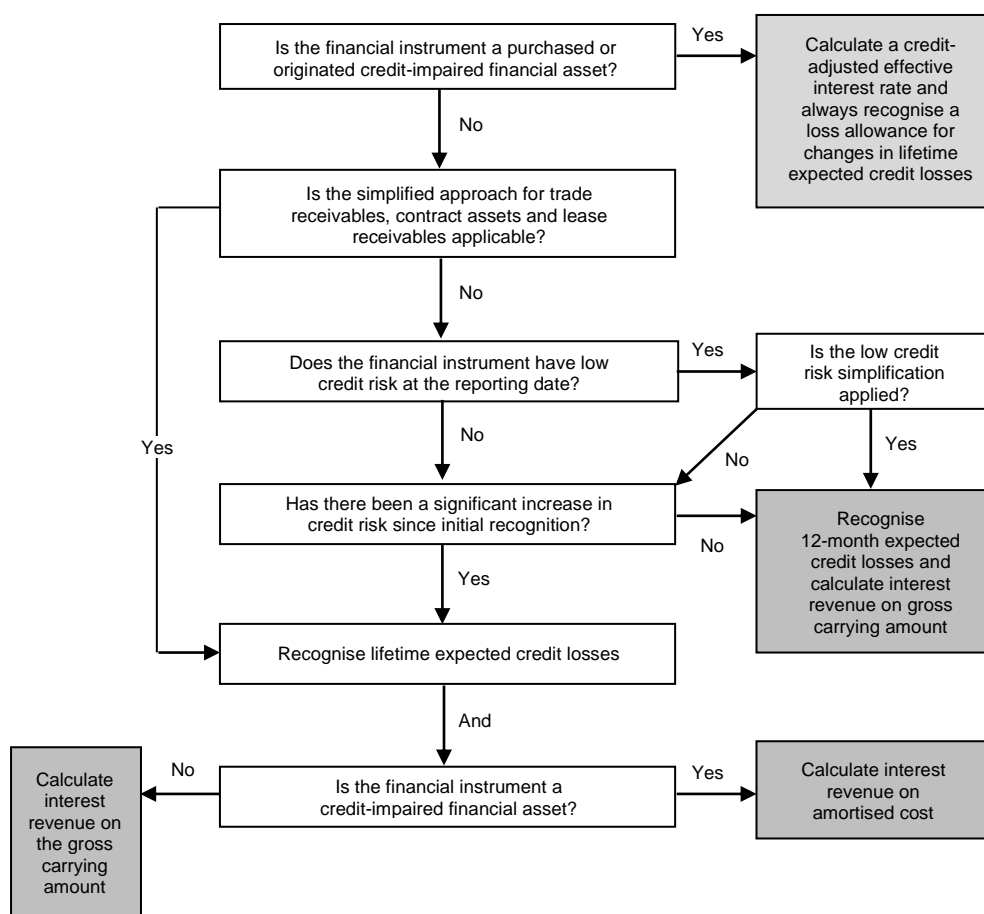 Is the financial instrument a purchased or
originated credit-impaired financial asset?
Yes
Calculate a credit-
adjusted effective
interest rate and
always recognise a
loss allowance for
changes in lifetime
expected credit losses
No
Is the simplified approach for trade
receivables, contract assets and lease
receivables applicable?
No
Does the financial instrument have low
credit risk at the reporting date?
Yes
Is the low credit
risk simplification
applied?
Yes
No
No
Yes
Has there been a significant increase in
credit risk since initial recognition?
No
Recognise
12-month expected
credit losses and
calculate interest
revenue on gross
carrying amount
Yes
Recognise lifetime expected credit losses
And
Calculate
interest
revenue on
the gross
carrying
amount
No
Is the financial instrument a
credit-impaired financial asset?
Yes
Calculate interest
revenue on
amortised cost